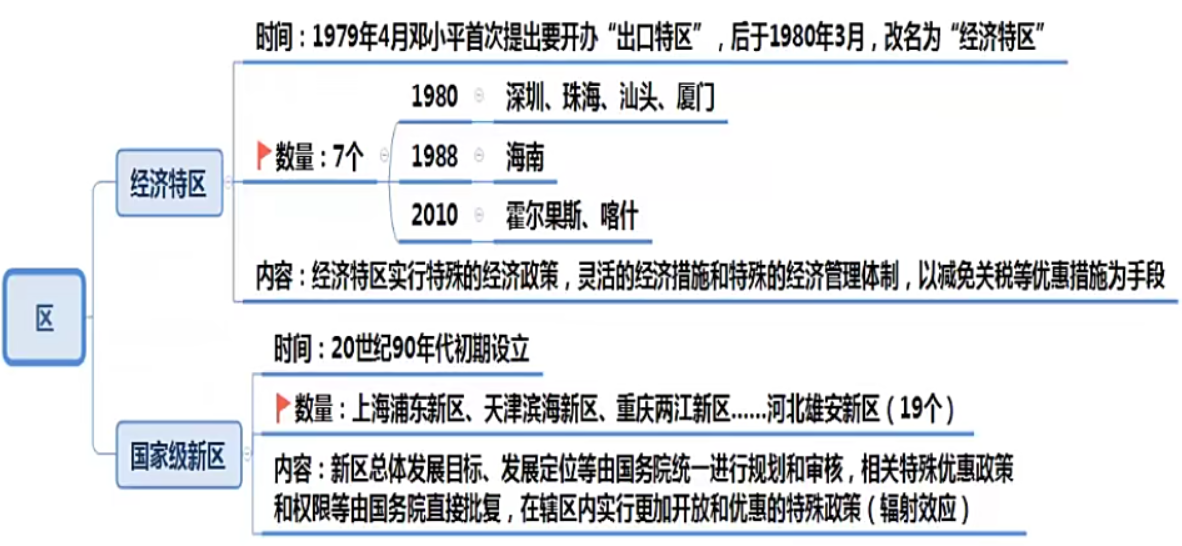 区
经济特区
时间：1979年4月邓小平首次提出要开办“出口特区”，后于1980年3月，改名为“经济特区”
数量：7个
1980
深圳、珠海、汕头、厦门
1988
海南
2010
霍尔果斯、喀什
内容：经济特区实行特殊的经济政策，灵活的经济措施和特殊的经济管理体制，以减免关税等优惠措施为手段
国家级新区
时间：20世纪90年代初期设立
数量：上海浦东新区、天津滨海新区、重庆两江新区……河北雄安新区（19个）
内容：新区总体发展目标、发展定位等由国务院统一进行规划和审核，相关特殊优惠政策
和权限等由国务院直接批复，在辖区内实行更加开放和优惠的特殊政策（辐射效应）